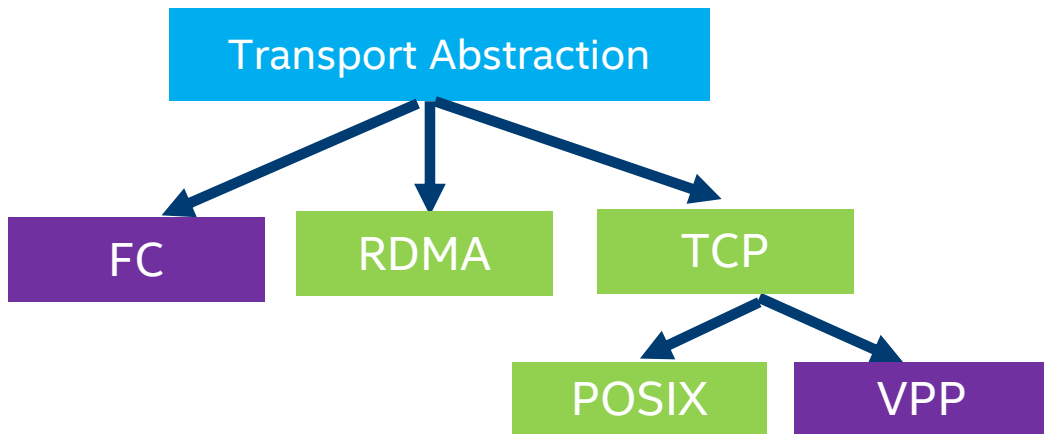 Transport Abstraction
FC
RDMA
TCP
POSIX
VPP